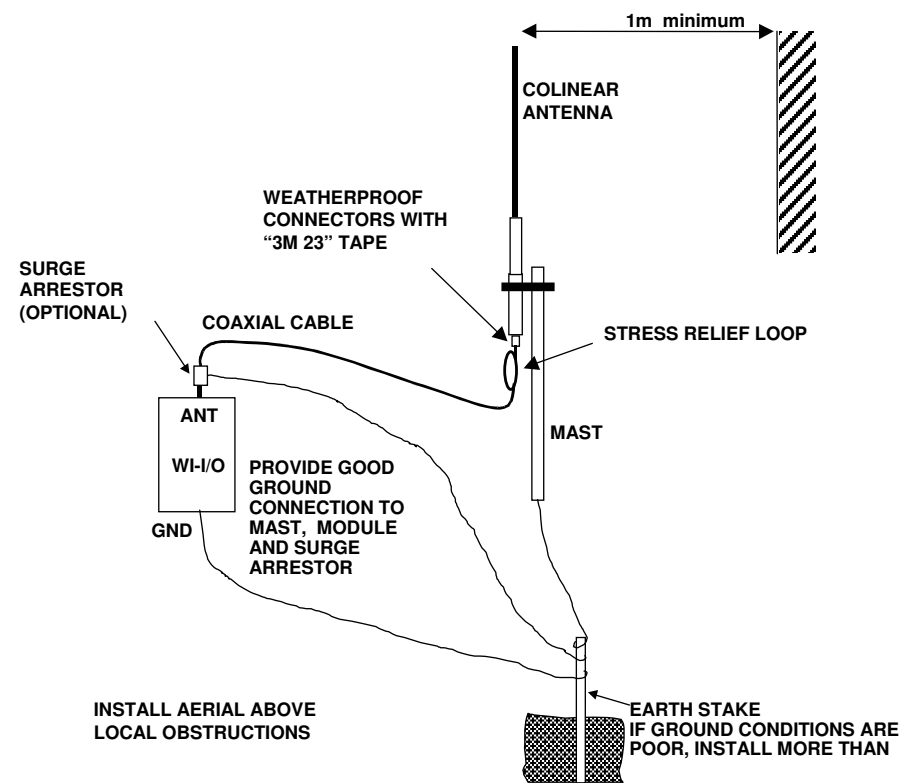 1m minimum
COLINEAR
ANTENNA
WEATHERPROOF
CONNECTORS WITH
“3M 23” TAPE
SURGE
ARRESTOR
(OPTIONAL)
COAXIAL CABLE
STRESS RELIEF LOOP
ANT
WI-I/O
MAST
PROVIDE GOOD
GROUND
CONNECTION TO
MAST, MODULE
AND SURGE
ARRESTOR
GND
INSTALL AERIAL ABOVE
LOCAL OBSTRUCTIONS
EARTH STAKE
IF GROUND CONDITIONS ARE
POOR, INSTALL MORE THAN